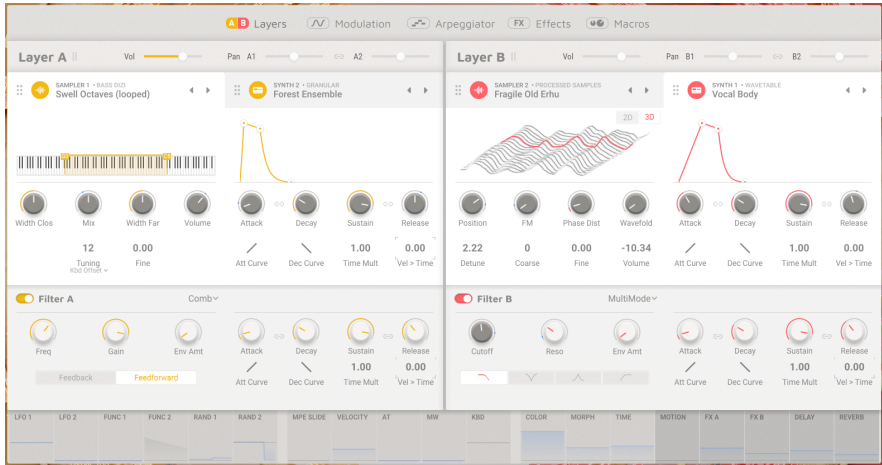 A B Layers Modulation Arpeggiator FX Effects Macros
Layer A Vol Pan A1 A2
Layer B Vol Pan B1 B2
SAMPLER 1 • BASS DIZI
Swell Octaves (looped)
SYNTH 2 • GRANULAR
Forest Ensemble
SAMPLER 2 • PROCESSED SAMPLES
Fragile Old Erhu
SYNTH 1 • WAVETABLE
Vocal Body
2D 3D
Width Clos Mix Width Far Volume
Attack Decay Sustain Release
Position FM Phase Dist Wavefold
Attack Decay Sustain Release
12 0.00
Tuning Fine
Kbd Offset
1.00 0.00
Att Curve Dec Curve Time Mult Vel > Time
2.22 0 0.00 -10.34
Detune Coarse Fine Volume
1.00 0.00
Att Curve Dec Curve Time Mult Vel > Time
Filter A Comb
Filter B MultiMode
Freq Gain Env Amt
Attack Decay Sustain Release
Cutoff Reso Env Amt
Attack Decay Sustain Release
Feedback Feedforward
1.00 0.00
Att Curve Dec Curve Time Mult Vel > Time
1.00 0.00
Att Curve Dec Curve Time Mult Vel > Time
LFO 1 LFO 2 FUNC 1 FUNC 2 RAND 1 RAND 2 MPE SLIDE VELOCITY AT MW KBD COLOR MORPH TIME MOTION FX A FX B DELAY REVERB